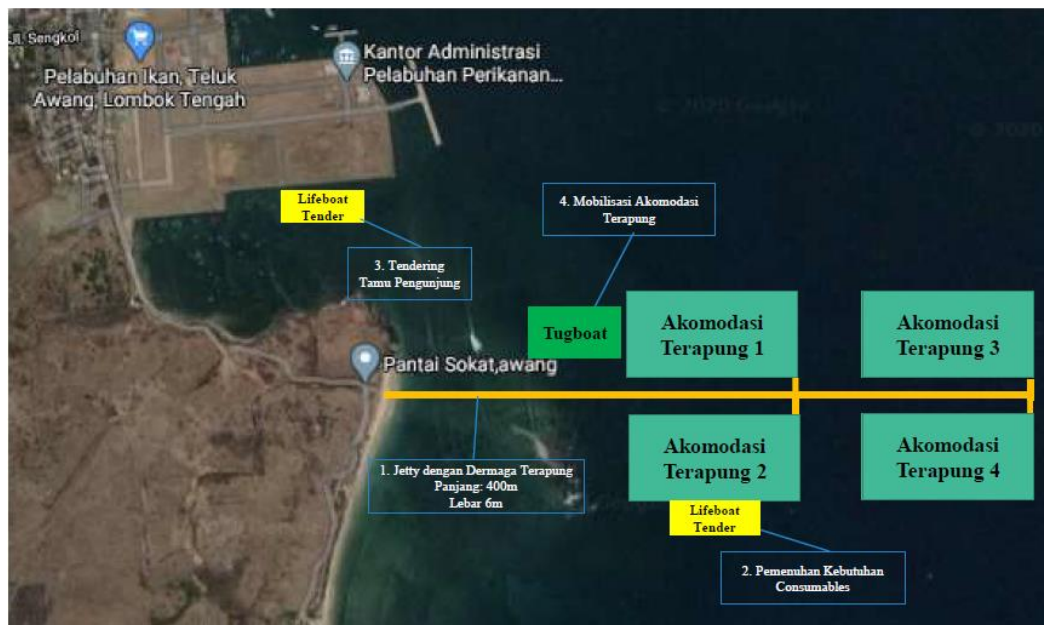 Jl. Sengkol
Pelabuhan Ikan, Teluk
Awang, Lombok Tengah
Kantor Administrasi
Pelabuhan Perikanan...
Lifeboat
Tender
4. Mobilisasi Akomodasi
Terapung
3. Tendering
Tamu Pengunjung
Tugboat
Akomodasi
Terapung 1
Akomodasi
Terapung 3
Pantai Sokat,awang
1. Jetty dengan Dermaga Terapung
Panjang: 400m
Lebar 6m
Akomodasi
Terapung 2
Akomodasi
Terapung 4
Lifeboat
Tender
2. Pemenuhan Kebutuhan
Consumables